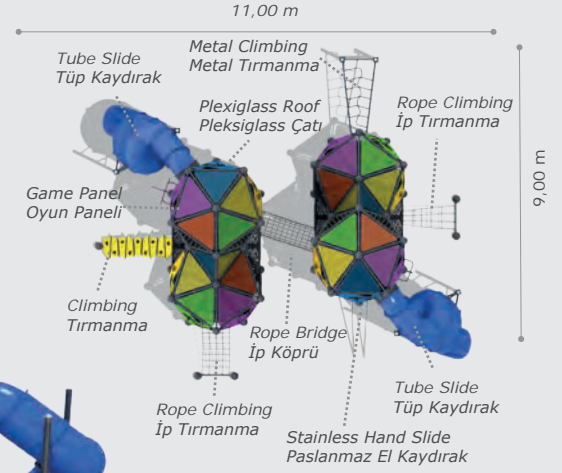 11,00 m
Metal Climbing
Metal Tırmanma
Tube Slide
Tüp Kaydırak
Plexiglass Roof
Pleksiglass Çatı
Rope Climbing
İp Tırmanma
9,00 m
Game Panel
Oyun Paneli
Climbing
Tırmanma
Rope Bridge
İp Köprü
Tube Slide
Tüp Kaydırak
Rope Climbing
İp Tırmanma
Stainless Hand Slide
Paslanmaz El Kaydırak